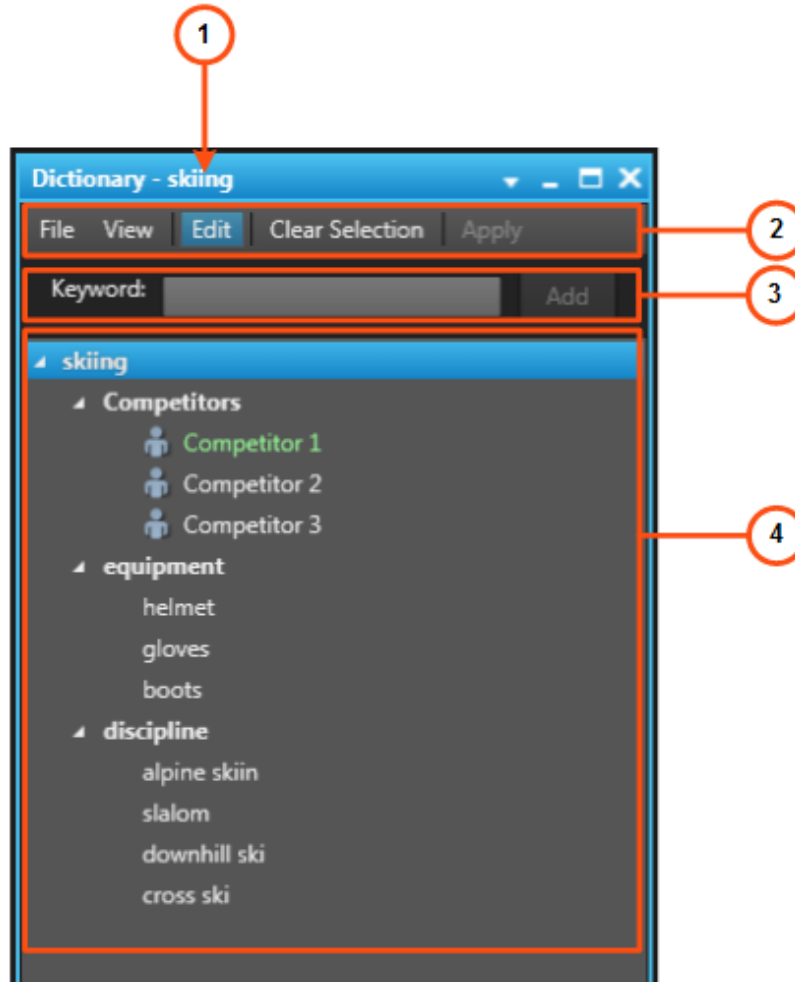 1
Dictionary - skiing
File View Edit Clear Selection Apply
2
Keyword: Add
3
skiing
Competitors
Competitor 1
Competitor 2
Competitor 3
4
equipment
helmet
gloves
boots
discipline
alpine skiin
slalom
downhill ski
cross ski